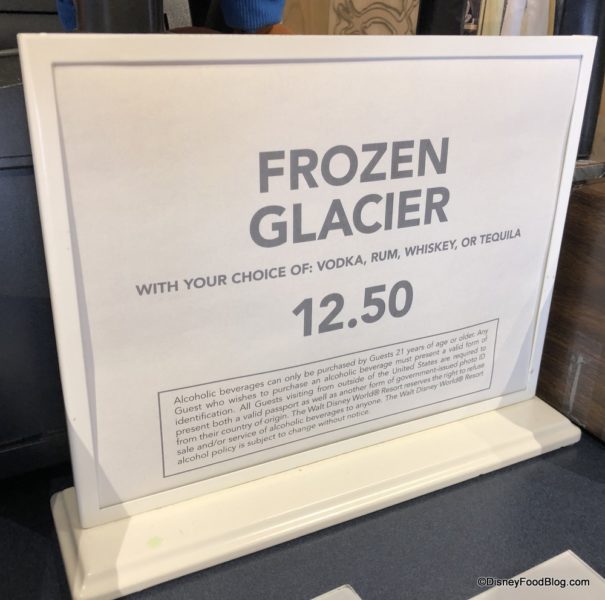 FROZEN
GLACIER
WITH YOUR CHOICE OF: VODKA, RUM, WHISKEY, OR TEQUILA
12.50
Alcoholic beverages can only be purchased by Guests 21 years of age or older. Any
Guest who wishes to purchase an alcoholic beverage must present a valid form of
identification. All Guests visiting from outside of the United States are required to
present both a valid passport as well as another form of government-issued photo ID
from their country of origin. The Walt Disney World® Resort reserves the right to refuse
sale and/or service of alcoholic beverages to anyone. The Walt Disney World® Resort
alcohol policy is subject to change without notice.
©DisneyFoodBlog.com